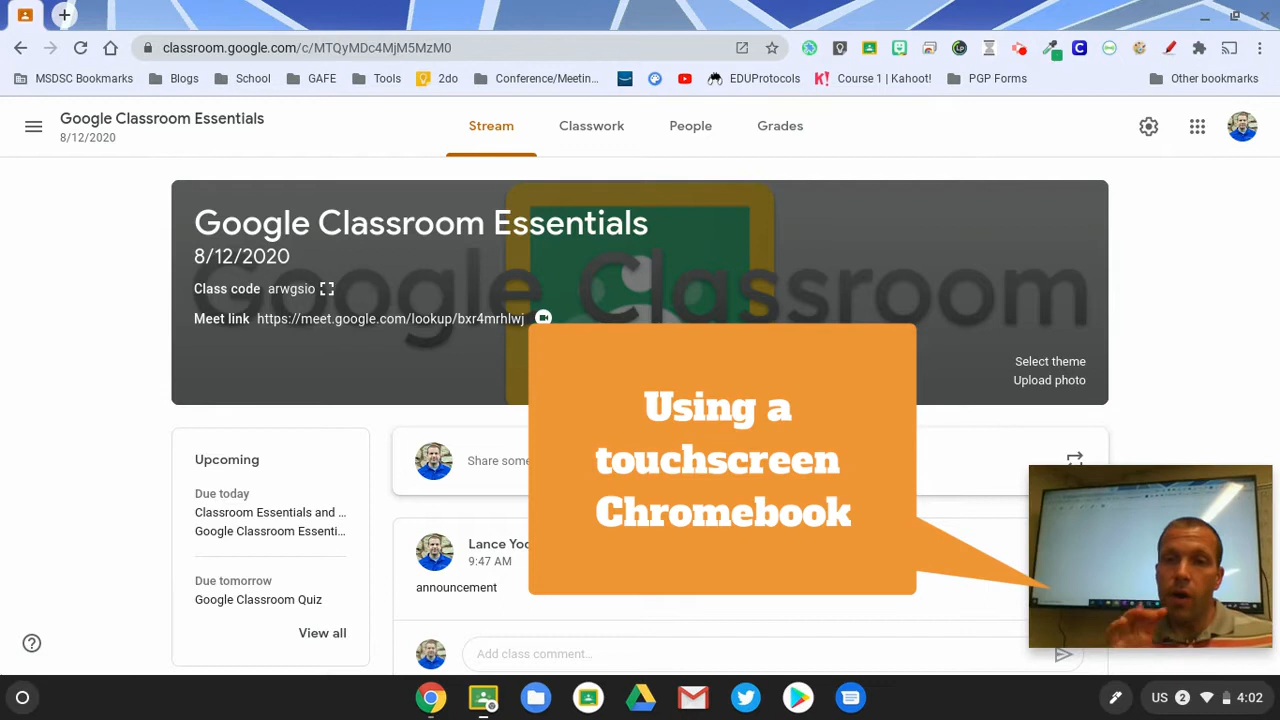 classroom.google.com/c/MTQyMDc4MjM5MzM0
MSDSC Bookmarks
Blogs
School
GAFE
Tools
2do
Conference/Meetin...
EDUProtocols
Course 1 | Kahoot!
PGP Forms
Other bookmarks
Google Classroom Essentials
8/12/2020
Stream
Classwork
People
Grades
Google Classroom
Google Classroom Essentials
8/12/2020
Class code arwgsio
Meet link https://meet.google.com/lookup/bxr4mrhlwj
Select theme
Upload photo
Using a
touchscreen
Chromebook
Upcoming
Due today
Classroom Essentials and ...
Google Classroom Essenti...
Due tomorrow
Google Classroom Quiz
View all
Share some
Lance Yoo
9:47 AM
announcement
Add class comment...
US 2 4:02